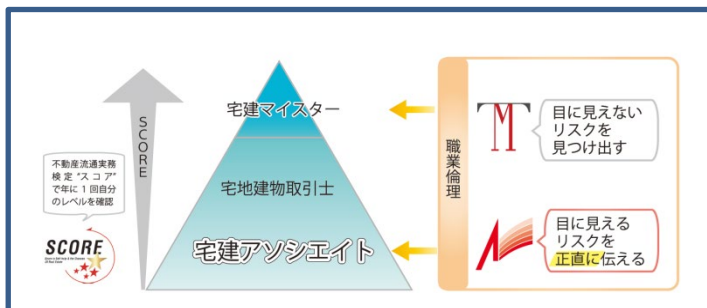 SCORE
不動産流通実務
検定“スコア”
で年に1回自分
のレベルを確認
SCORE
宅建マイスター
宅地建物取引士
宅建アソシエイト
職業倫理
TM
目に見えない
リスクを
見つけ出す
目に見える
リスクを
正直に伝える